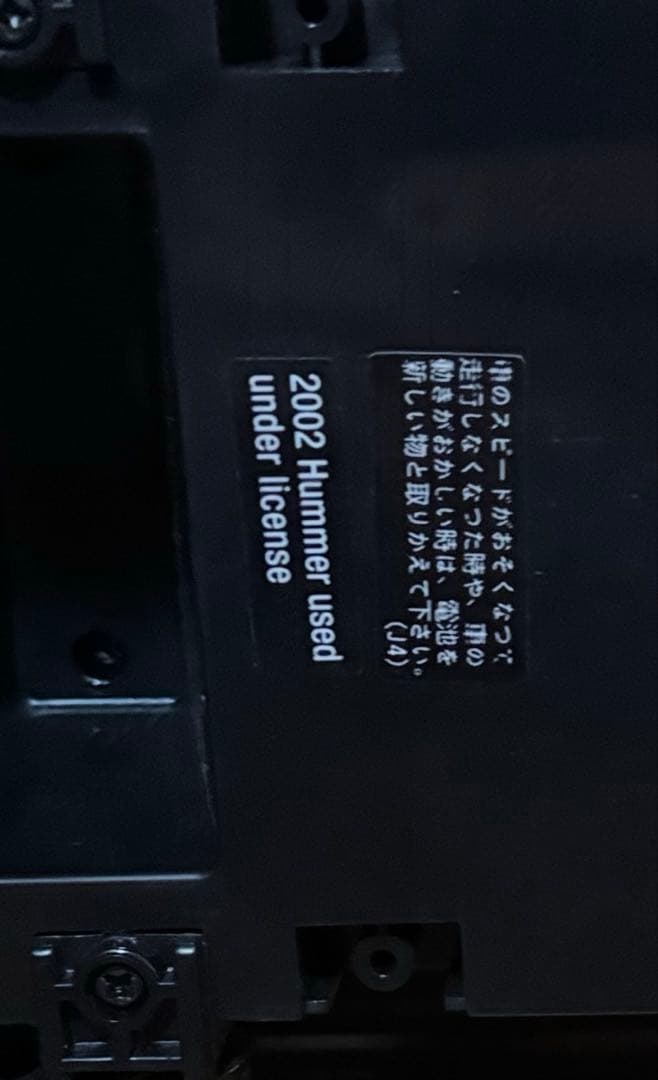 車のスピードがおそくなって
走行しなくなった時や、車の
動きがおかしい時は、電池を
新しい物と取りかえて下さい。
(J4)
2002 Hummer used
under license